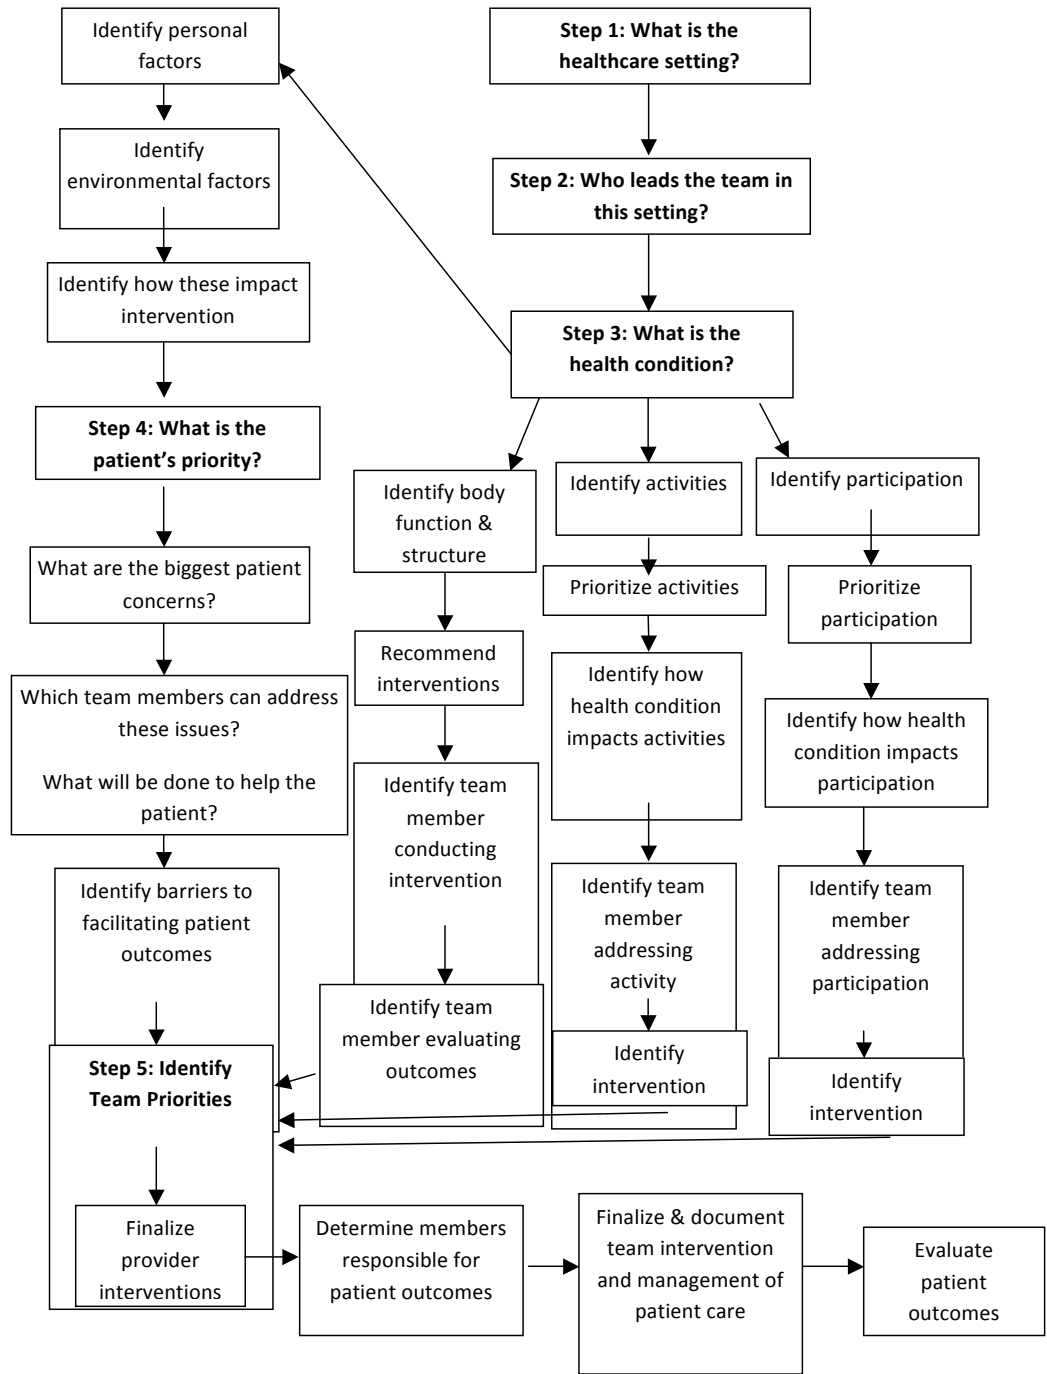 Identify personal
factors
Identify
environmental factors
Identify how these impact
intervention
Step 4: What is the
patient's priority?
What are the biggest patient
concerns?
Which team members can address
these issues?
What will be done to help the
patient?
Identify barriers to
facilitating patient
outcomes
Step 5: Identify
Team Priorities
Finalize
provider
interventions
Step 1: What is the
healthcare setting?
Step 2: Who leads the team in
this setting?
Step 3: What is the
health condition?
Identify body
function &
structure
Recommend
interventions
Identify team
member
conducting
intervention
Identify team
member evaluating
outcomes
Identify activities
Prioritize activities
Identify how
health condition
impacts activities
Identify team
member
addressing
activity
Identify
intervention
Identify participation
Prioritize
participation
Identify how health
condition impacts
participation
Identify team
member
addressing
participation
Identify
intervention
Determine members
responsible for
patient outcomes
Finalize & document
team intervention
and management of
patient care
Evaluate
patient
outcomes